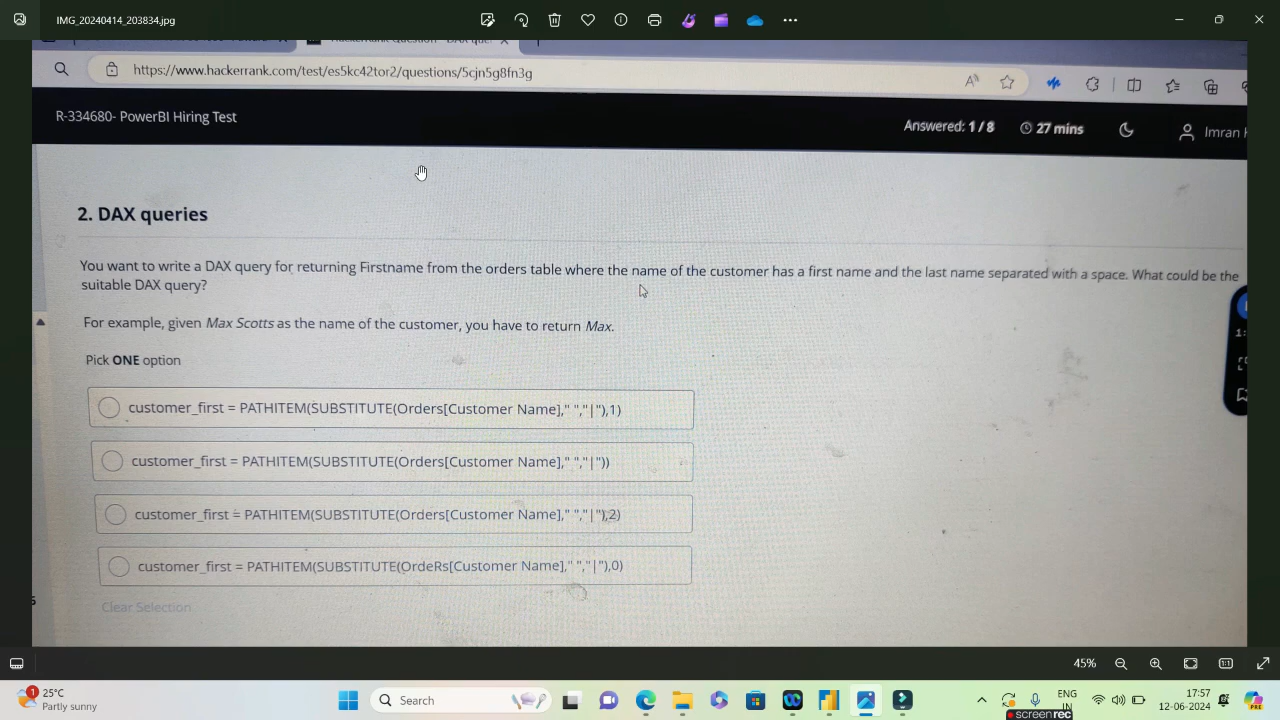 IMG_20240414_203834.jpg
https://www.hackerrank.com/test/es5kc42tor2/questions/5cjn5g8fn3g
R-334680- PowerBI Hiring Test
Answered: 1 / 8
27 mins
Imran
2. DAX queries
You want to write a DAX query for returning Firstname from the orders table where the name of the customer has a first name and the last name separated with a space. What could be the
suitable DAX query?
For example, given Max Scotts as the name of the customer, you have to return Max.
Pick ONE option
customer_first = PATHITEM(SUBSTITUTE(Orders[Customer Name]," ","|"),1)
customer_first = PATHITEM(SUBSTITUTE(Orders[Customer Name]," ","|"))
customer_first = PATHITEM(SUBSTITUTE(Orders[Customer Name]," ","|"),2)
customer_first = PATHITEM(SUBSTITUTE(OrdeRs[Customer Name]," ","|"),0)
Clear Selection
45%
1
25°C
Partly sunny
Search
ENG
IN
17:57
12-06-2024
PRE
screenrec